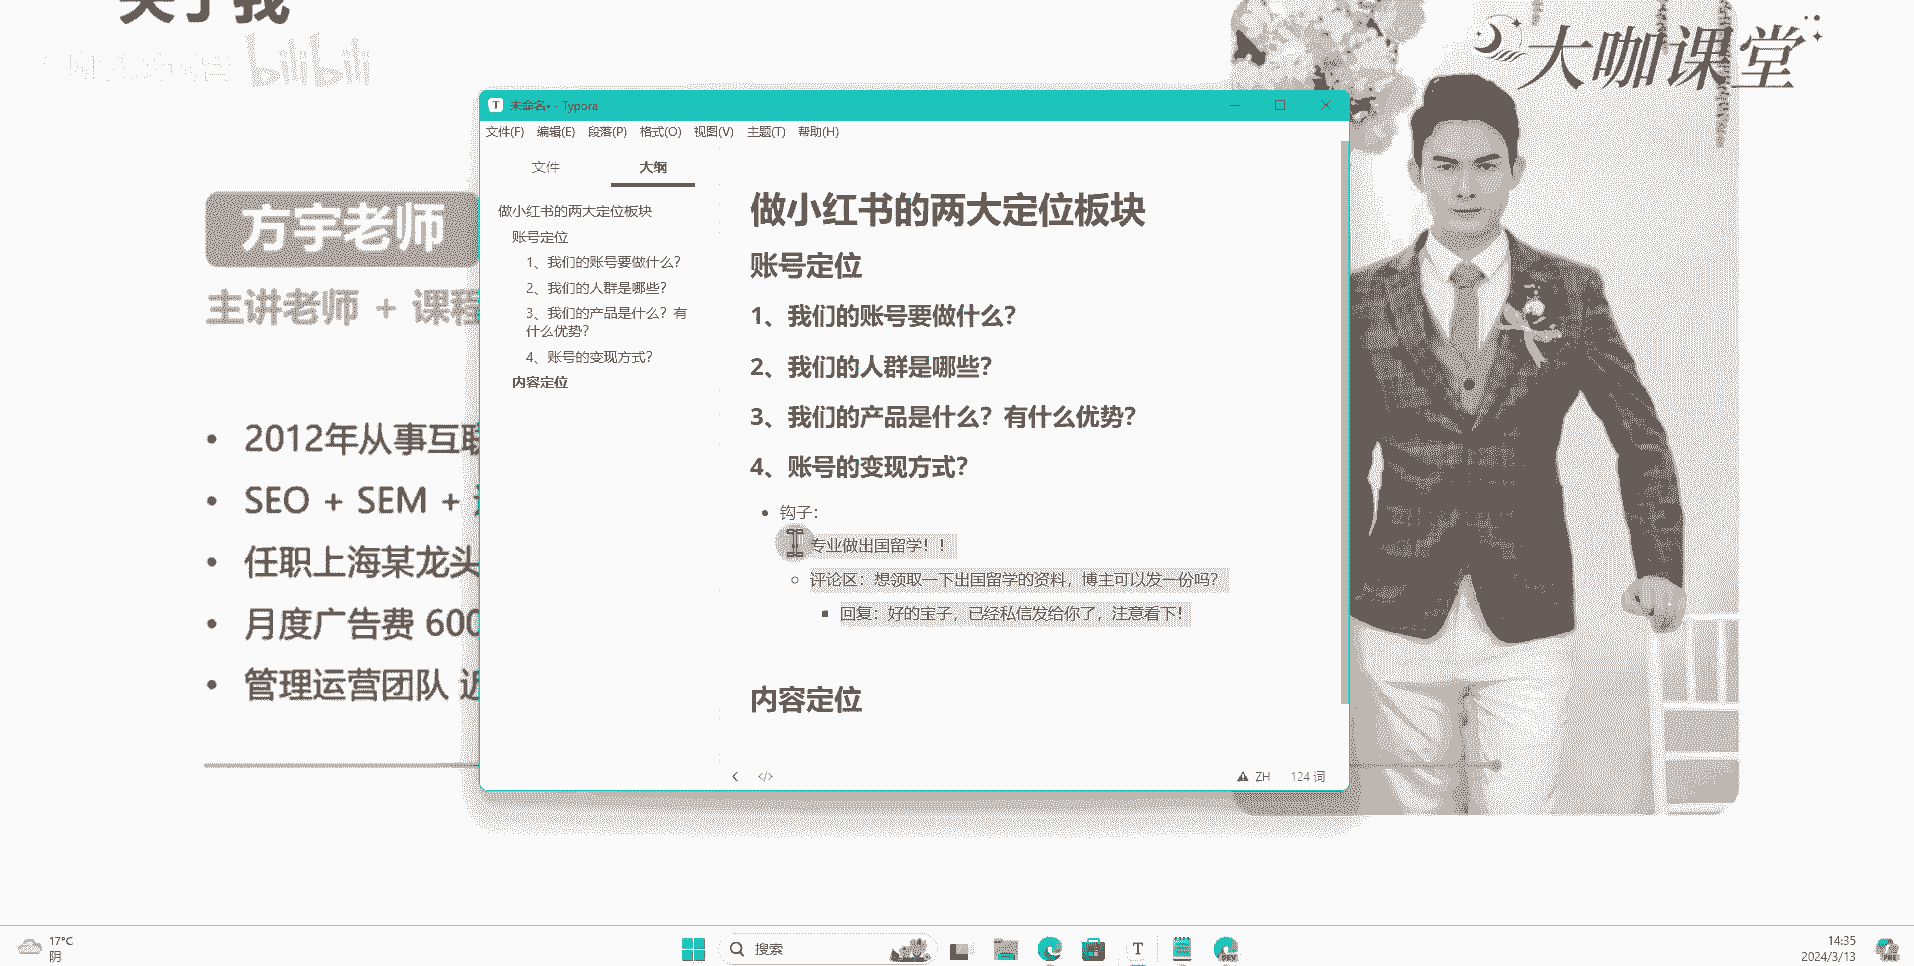 关于我
bilibili
大咖课堂
方宇老师
主讲老师 + 课程
2012年从事互联
SEO + SEM +
任职上海某龙头
月度广告费 600
管理运营团队 近
未命名• - Typora
文件(F) 编辑(E) 段落(P) 格式(O) 视图(V) 主题(T) 帮助(H)
文件 大纲
做小红书的两大定位板块
账号定位
1、我们的账号要做什么?
2、我们的人群是哪些?
3、我们的产品是什么？有
什么优势?
4、账号的变现方式?
内容定位
做小红书的两大定位板块
账号定位
1、我们的账号要做什么?
2、我们的人群是哪些?
3、我们的产品是什么？有什么优势?
4、账号的变现方式?
钩子：
专业做出国留学！！
评论区：想领取一下出国留学的资料，博主可以发一份吗？
回复：好的宝子，已经私信发给你了，注意看下！
内容定位
ZH 124 词
17°C
阴
搜索
T
DEV
14:35
2024/3/13
PRE